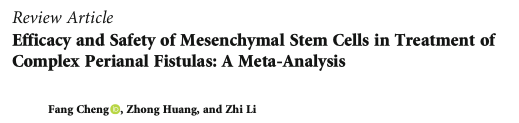 Review Article
Efficacy and Safety of Mesenchymal Stem Cells in Treatment of
Complex Perianal Fistulas: A Meta-Analysis
Fang Cheng, Zhong Huang, and Zhi Li